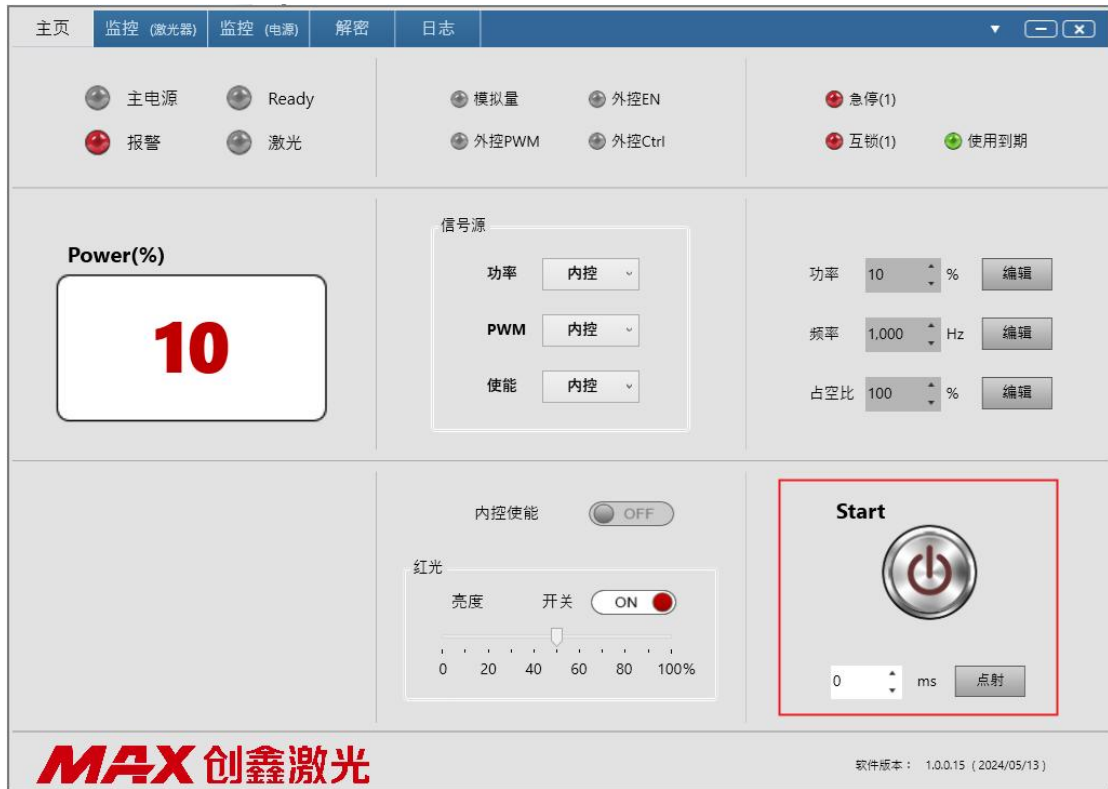 主页 监控 (激光器) 监控 (电源) 解密 日志
主电源 Ready 模拟量 外控EN 急停(1)
报警 激光 外控PWM 外控Ctrl 互锁(1) 使用到期
Power(%)
10
信号源
功率 内控
PWM 内控
使能 内控
功率 10 % 编辑
频率 1,000 Hz 编辑
占空比 100 % 编辑
内控使能 OFF
红光
亮度 开关 ON
0 20 40 60 80 100%
Start
0 ms 点射
MAX 创鑫激光
软件版本： 1.0.0.15 (2024/05/13)